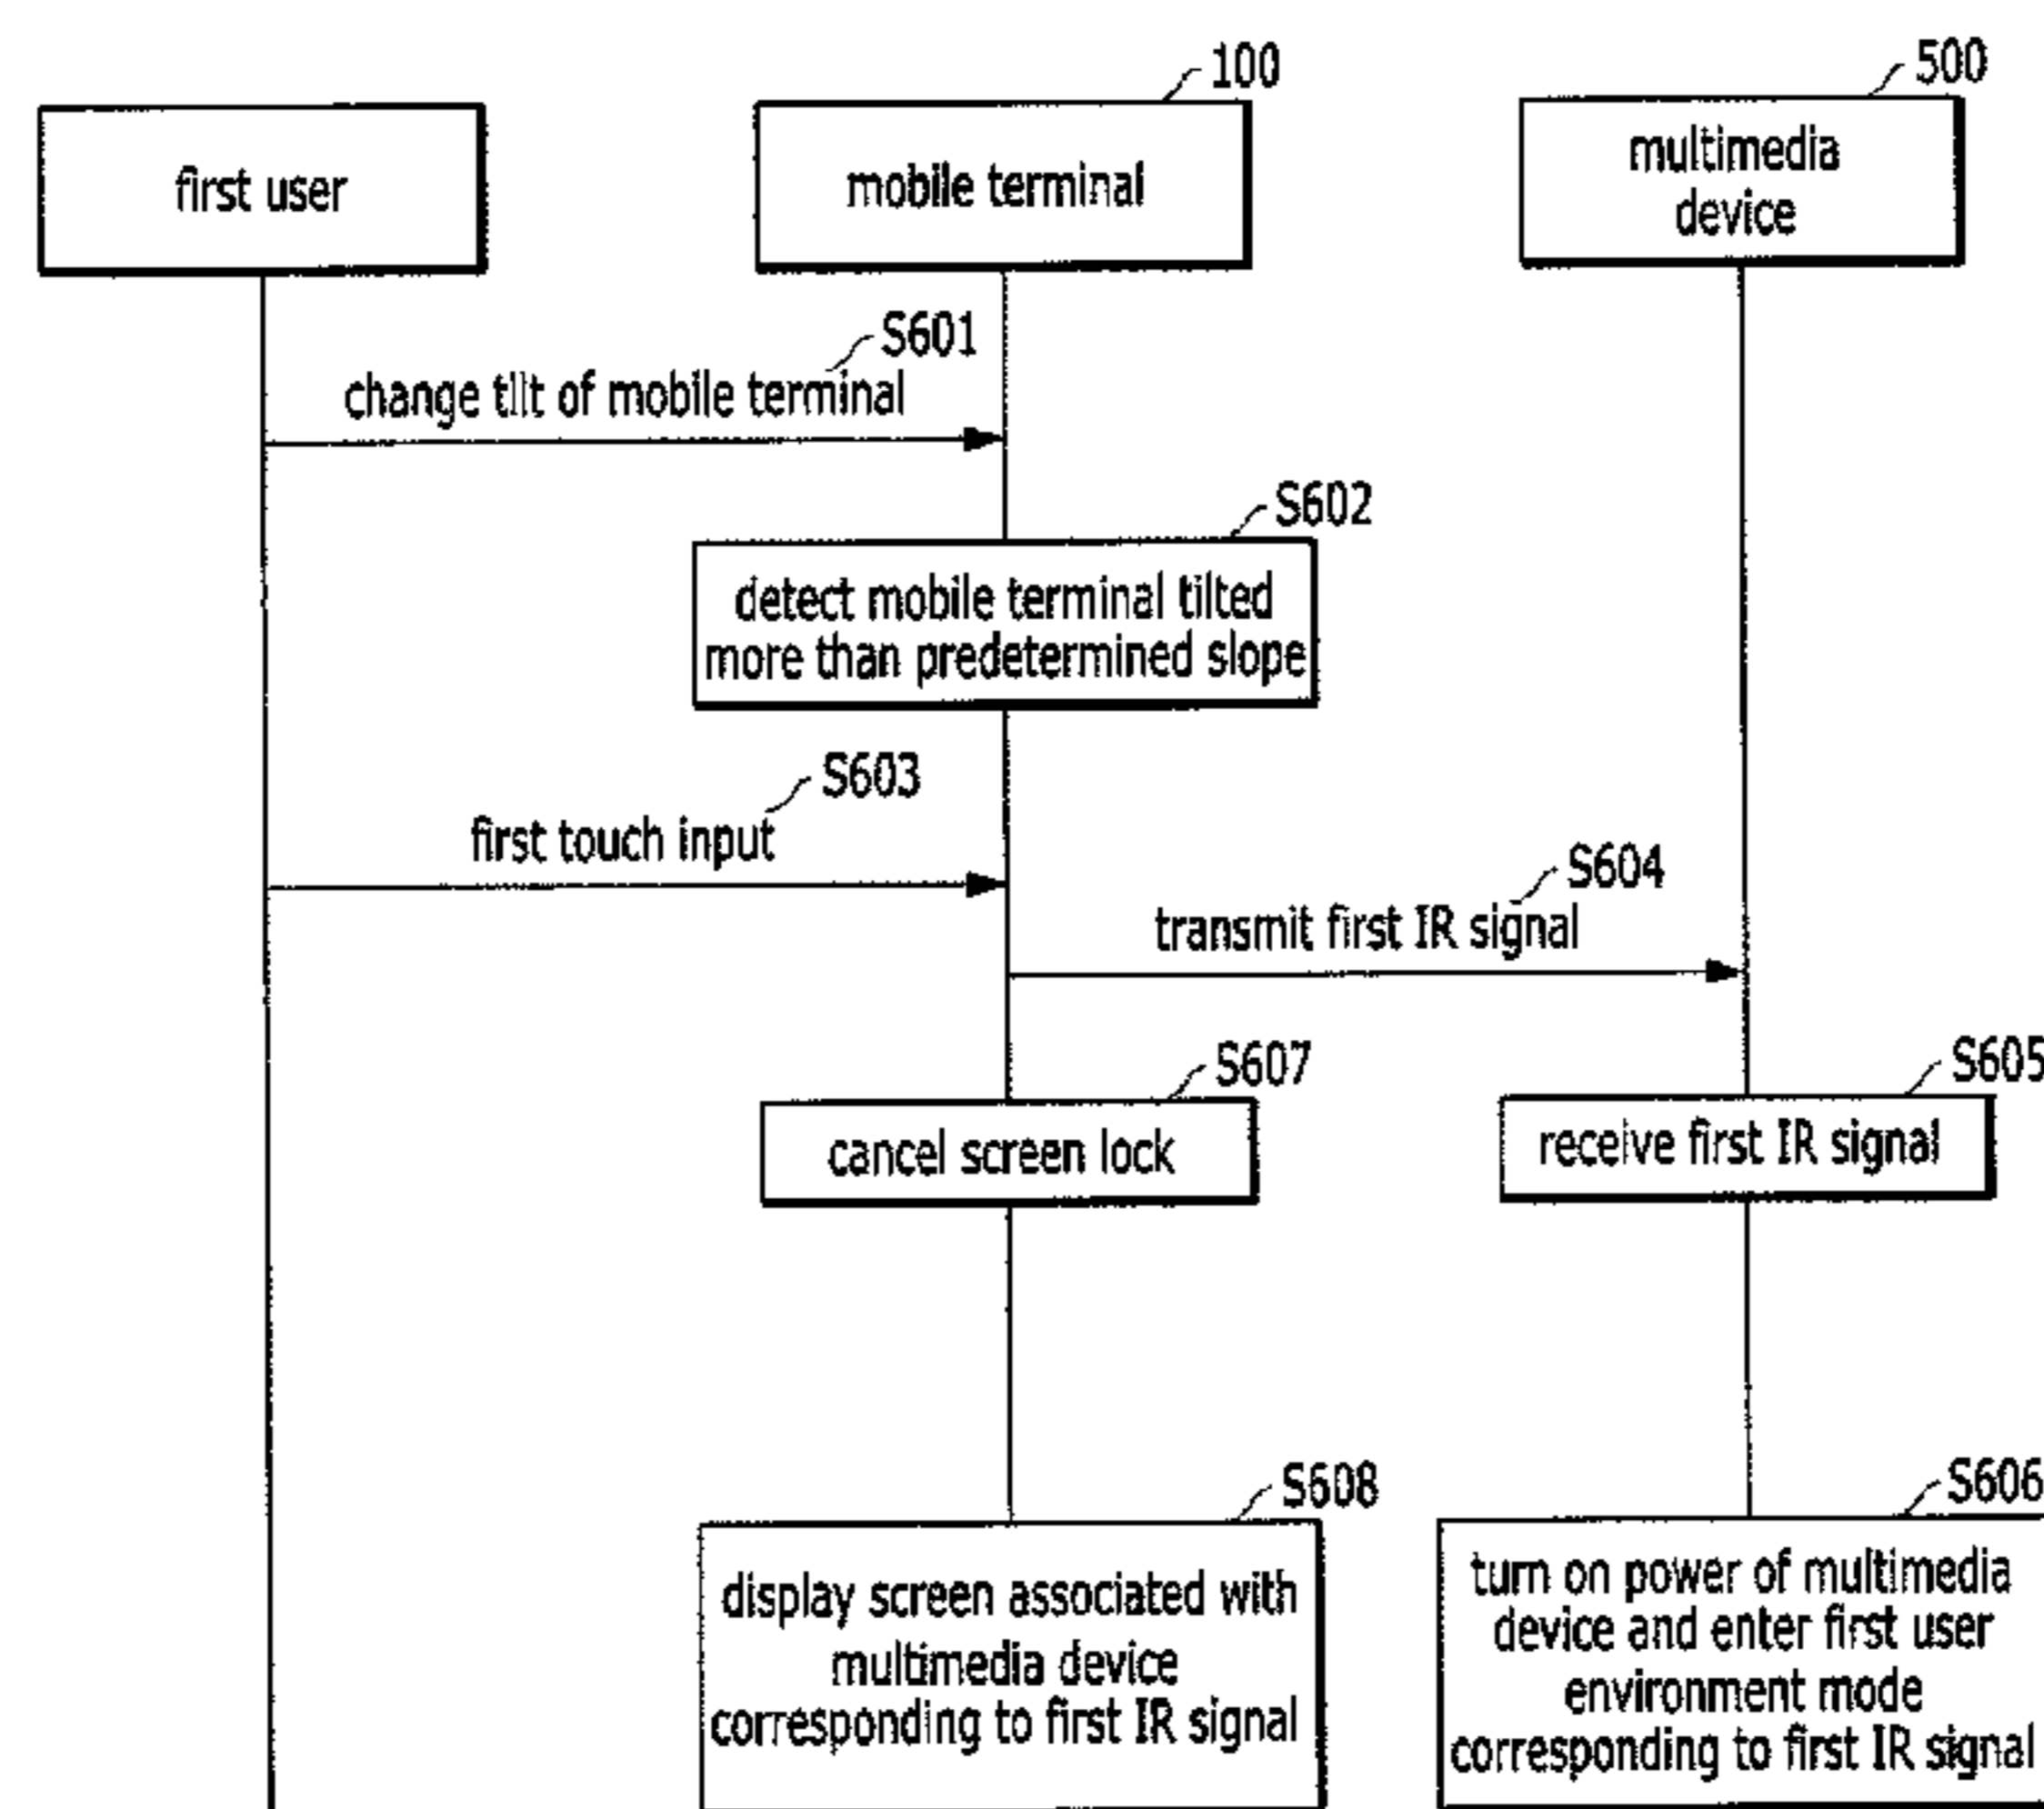 100
500
first user
mobile terminal
multimedia
device
S601
change tilt of mobile terminal
S602
detect mobile terminal tilted
more than predetermined slope
S603
first touch input
S604
transmit first IR signal
S607
S605
cancel screen lock
receive first IR signal
S608
S606
display screen associated with
multimedia device
corresponding to first IR signal
turn on power of multimedia
device and enter first user
environment mode
corresponding to first IR signal